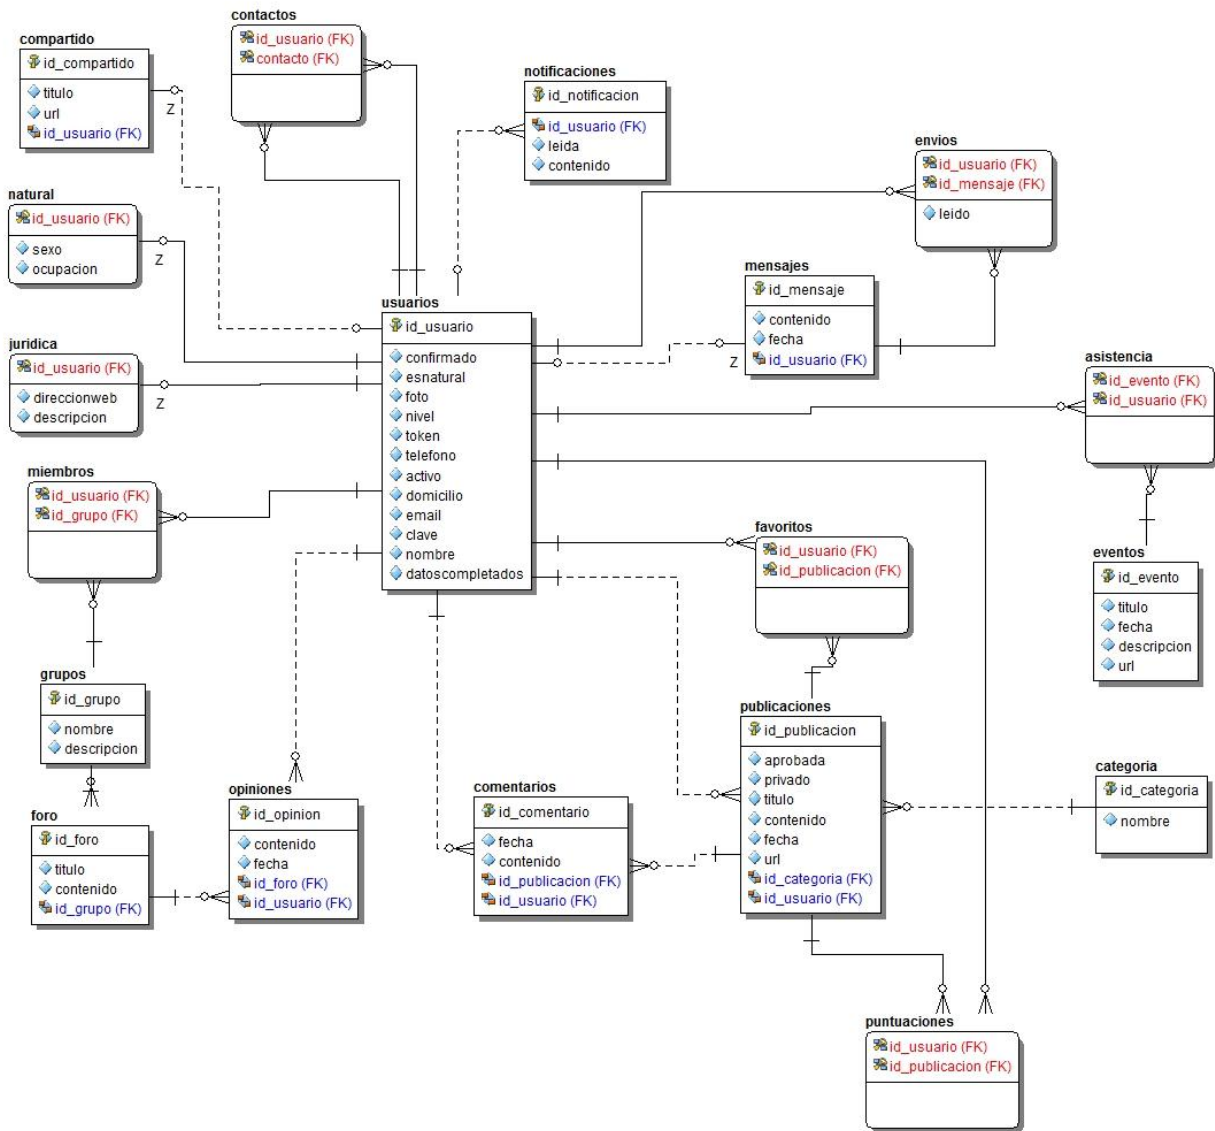 contactos
id_usuario (FK)
contacto (FK)
compartido
id_compartido
titulo
url
id_usuario (FK)
Z
notificaciones
id_notificacion
id_usuario (FK)
leida
contenido
envios
id_usuario (FK)
id_mensaje (FK)
leido
natural
id_usuario (FK)
sexo
ocupacion
Z
mensajes
id_mensaje
contenido
fecha
id_usuario (FK)
Z
usuarios
id_usuario
confirmado
esnatural
foto
nivel
token
telefono
activo
domicilio
email
clave
nombre
datoscompletados
juridica
id_usuario (FK)
direccionweb
descripcion
Z
asistencia
id_evento (FK)
id_usuario (FK)
miembros
id_usuario (FK)
id_grupo (FK)
favoritos
id_usuario (FK)
id_publicacion (FK)
eventos
id_evento
titulo
fecha
descripcion
url
grupos
id_grupo
nombre
descripcion
publicaciones
id_publicacion
aprobada
privado
titulo
contenido
fecha
url
id_categoria (FK)
id_usuario (FK)
categoria
id_categoria
nombre
opiniones
id_opinion
contenido
fecha
id_foro (FK)
id_usuario (FK)
comentarios
id_comentario
fecha
contenido
id_publicacion (FK)
id_usuario (FK)
foro
id_foro
titulo
contenido
id_grupo (FK)
puntuaciones
id_usuario (FK)
id_publicacion (FK)